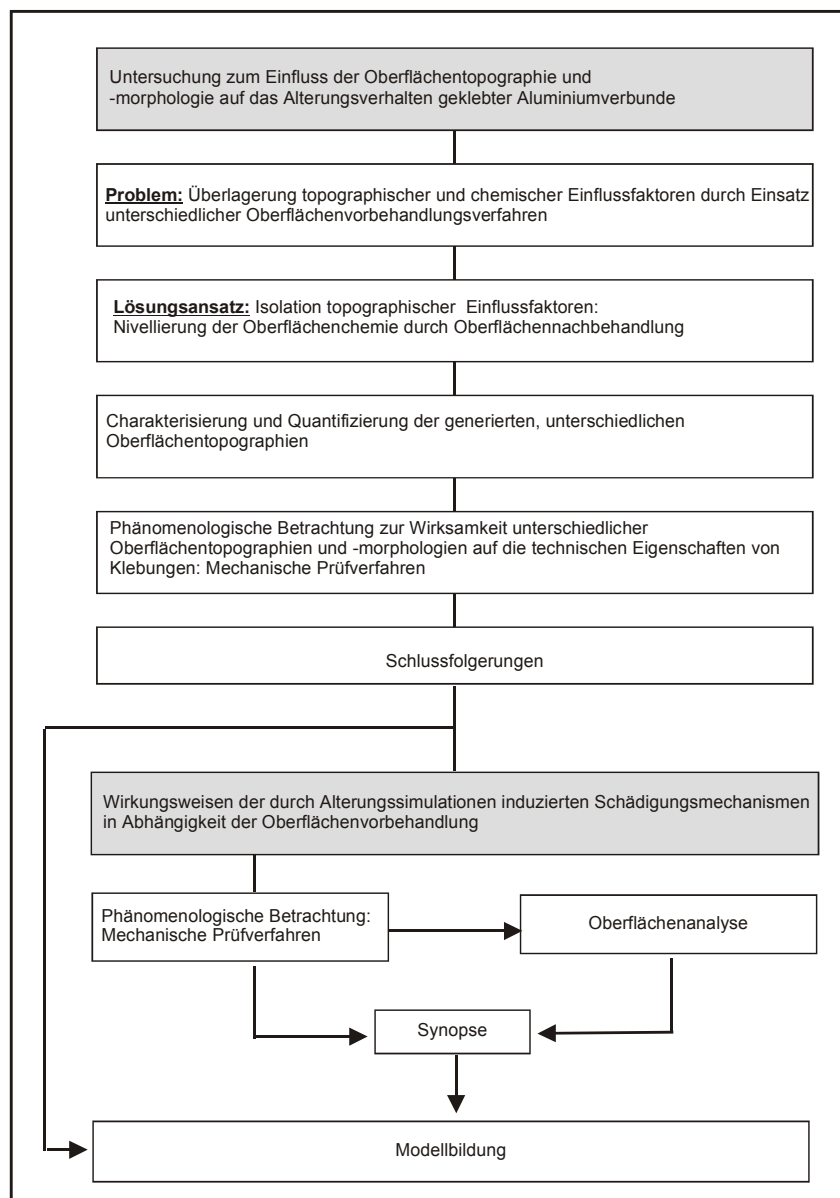 Untersuchung zum Einfluss der Oberflächentopographie und
-morphologie auf das Alterungsverhalten geklebter Aluminiumverbunde
Problem: Überlagerung topographischer und chemischer Einflussfaktoren durch Einsatz
unterschiedlicher Oberflächenvorbehandlungsverfahren
Lösungsansatz: Isolation topographischer Einflussfaktoren:
Nivellierung der Oberflächenchemie durch Oberflächennachbehandlung
Charakterisierung und Quantifizierung der generierten, unterschiedlichen
Oberflächentopographien
Phänomenologische Betrachtung zur Wirksamkeit unterschiedlicher
Oberflächentopographien und -morphologien auf die technischen Eigenschaften von
Klebungen: Mechanische Prüfverfahren
Schlussfolgerungen
Wirkungsweisen der durch Alterungssimulationen induzierten Schädigungsmechanismen
in Abhängigkeit der Oberflächenvorbehandlung
Phänomenologische Betrachtung:
Mechanische Prüfverfahren
Oberflächenanalyse
Synopse
Modellbildung